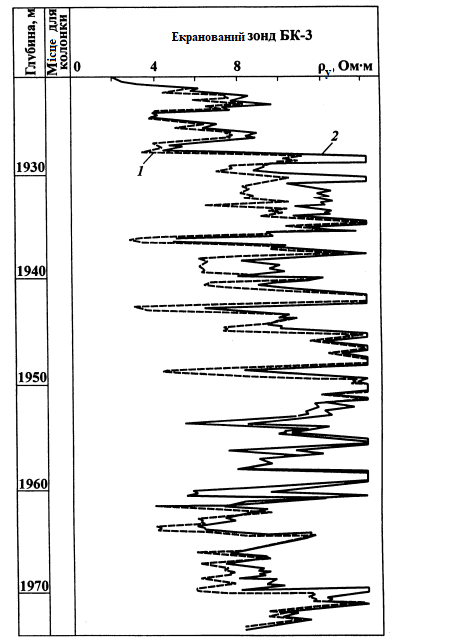 Глубина, м
Місце для
колонки
Екранований зонд БК-3
0 4 8 ρу, Ом·м
2
1
1930
1940
1950
1960
1970